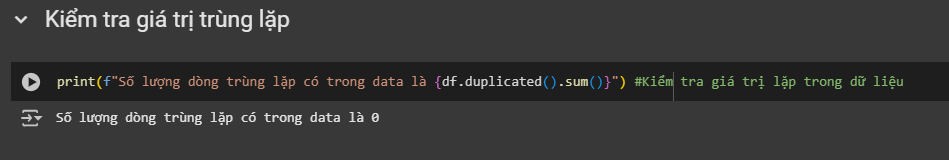 Kiểm tra giá trị trùng lặp
print(f"Số lượng dòng trùng lặp có trong data là {df.duplicated().sum()}") #Kiểm tra giá trị lặp trong dữ liệu
Số lượng dòng trùng lặp có trong data là 0